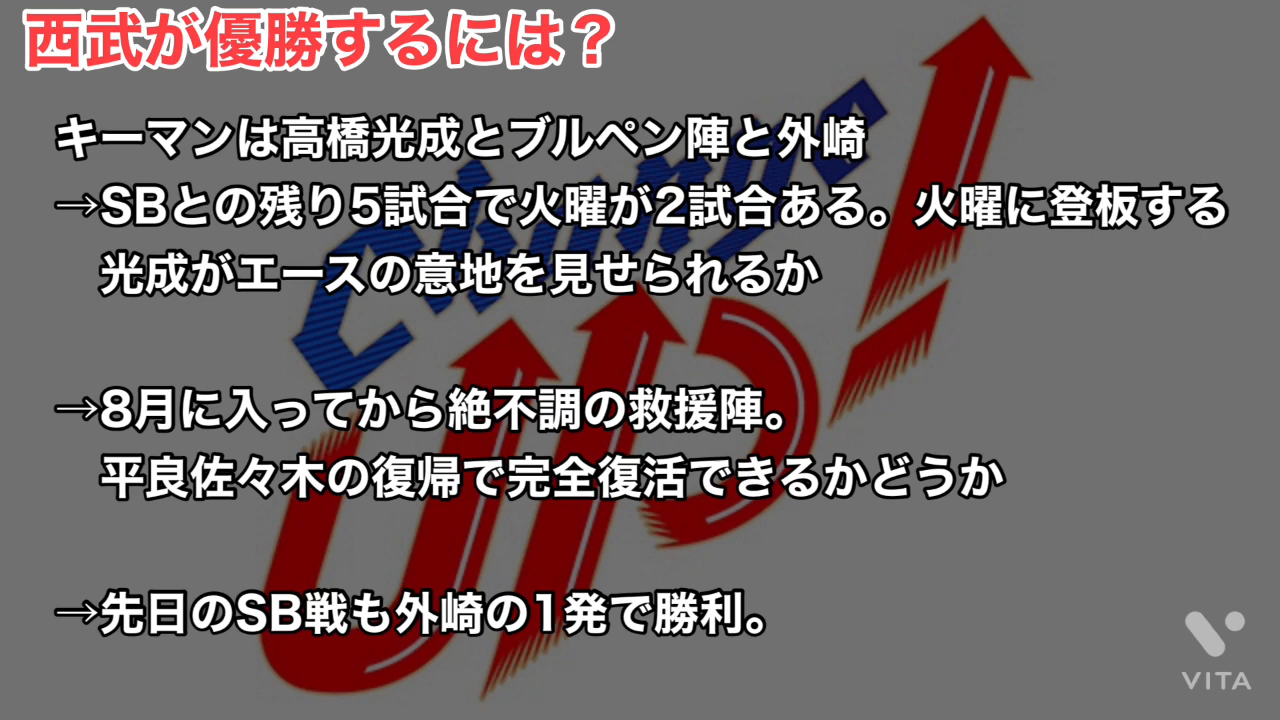 西武が優勝するには？
キーマンは高橋光成とブルペン陣と外崎
→SBとの残り5試合で火曜が2試合ある。火曜に登板する
光成がエースの意地を見せられるか
→8月に入ってから絶不調の救援陣。
平良佐々木の復帰で完全復活できるかどうか
→先日のSB戦も外崎の1発で勝利。
Change
UP!
VITA